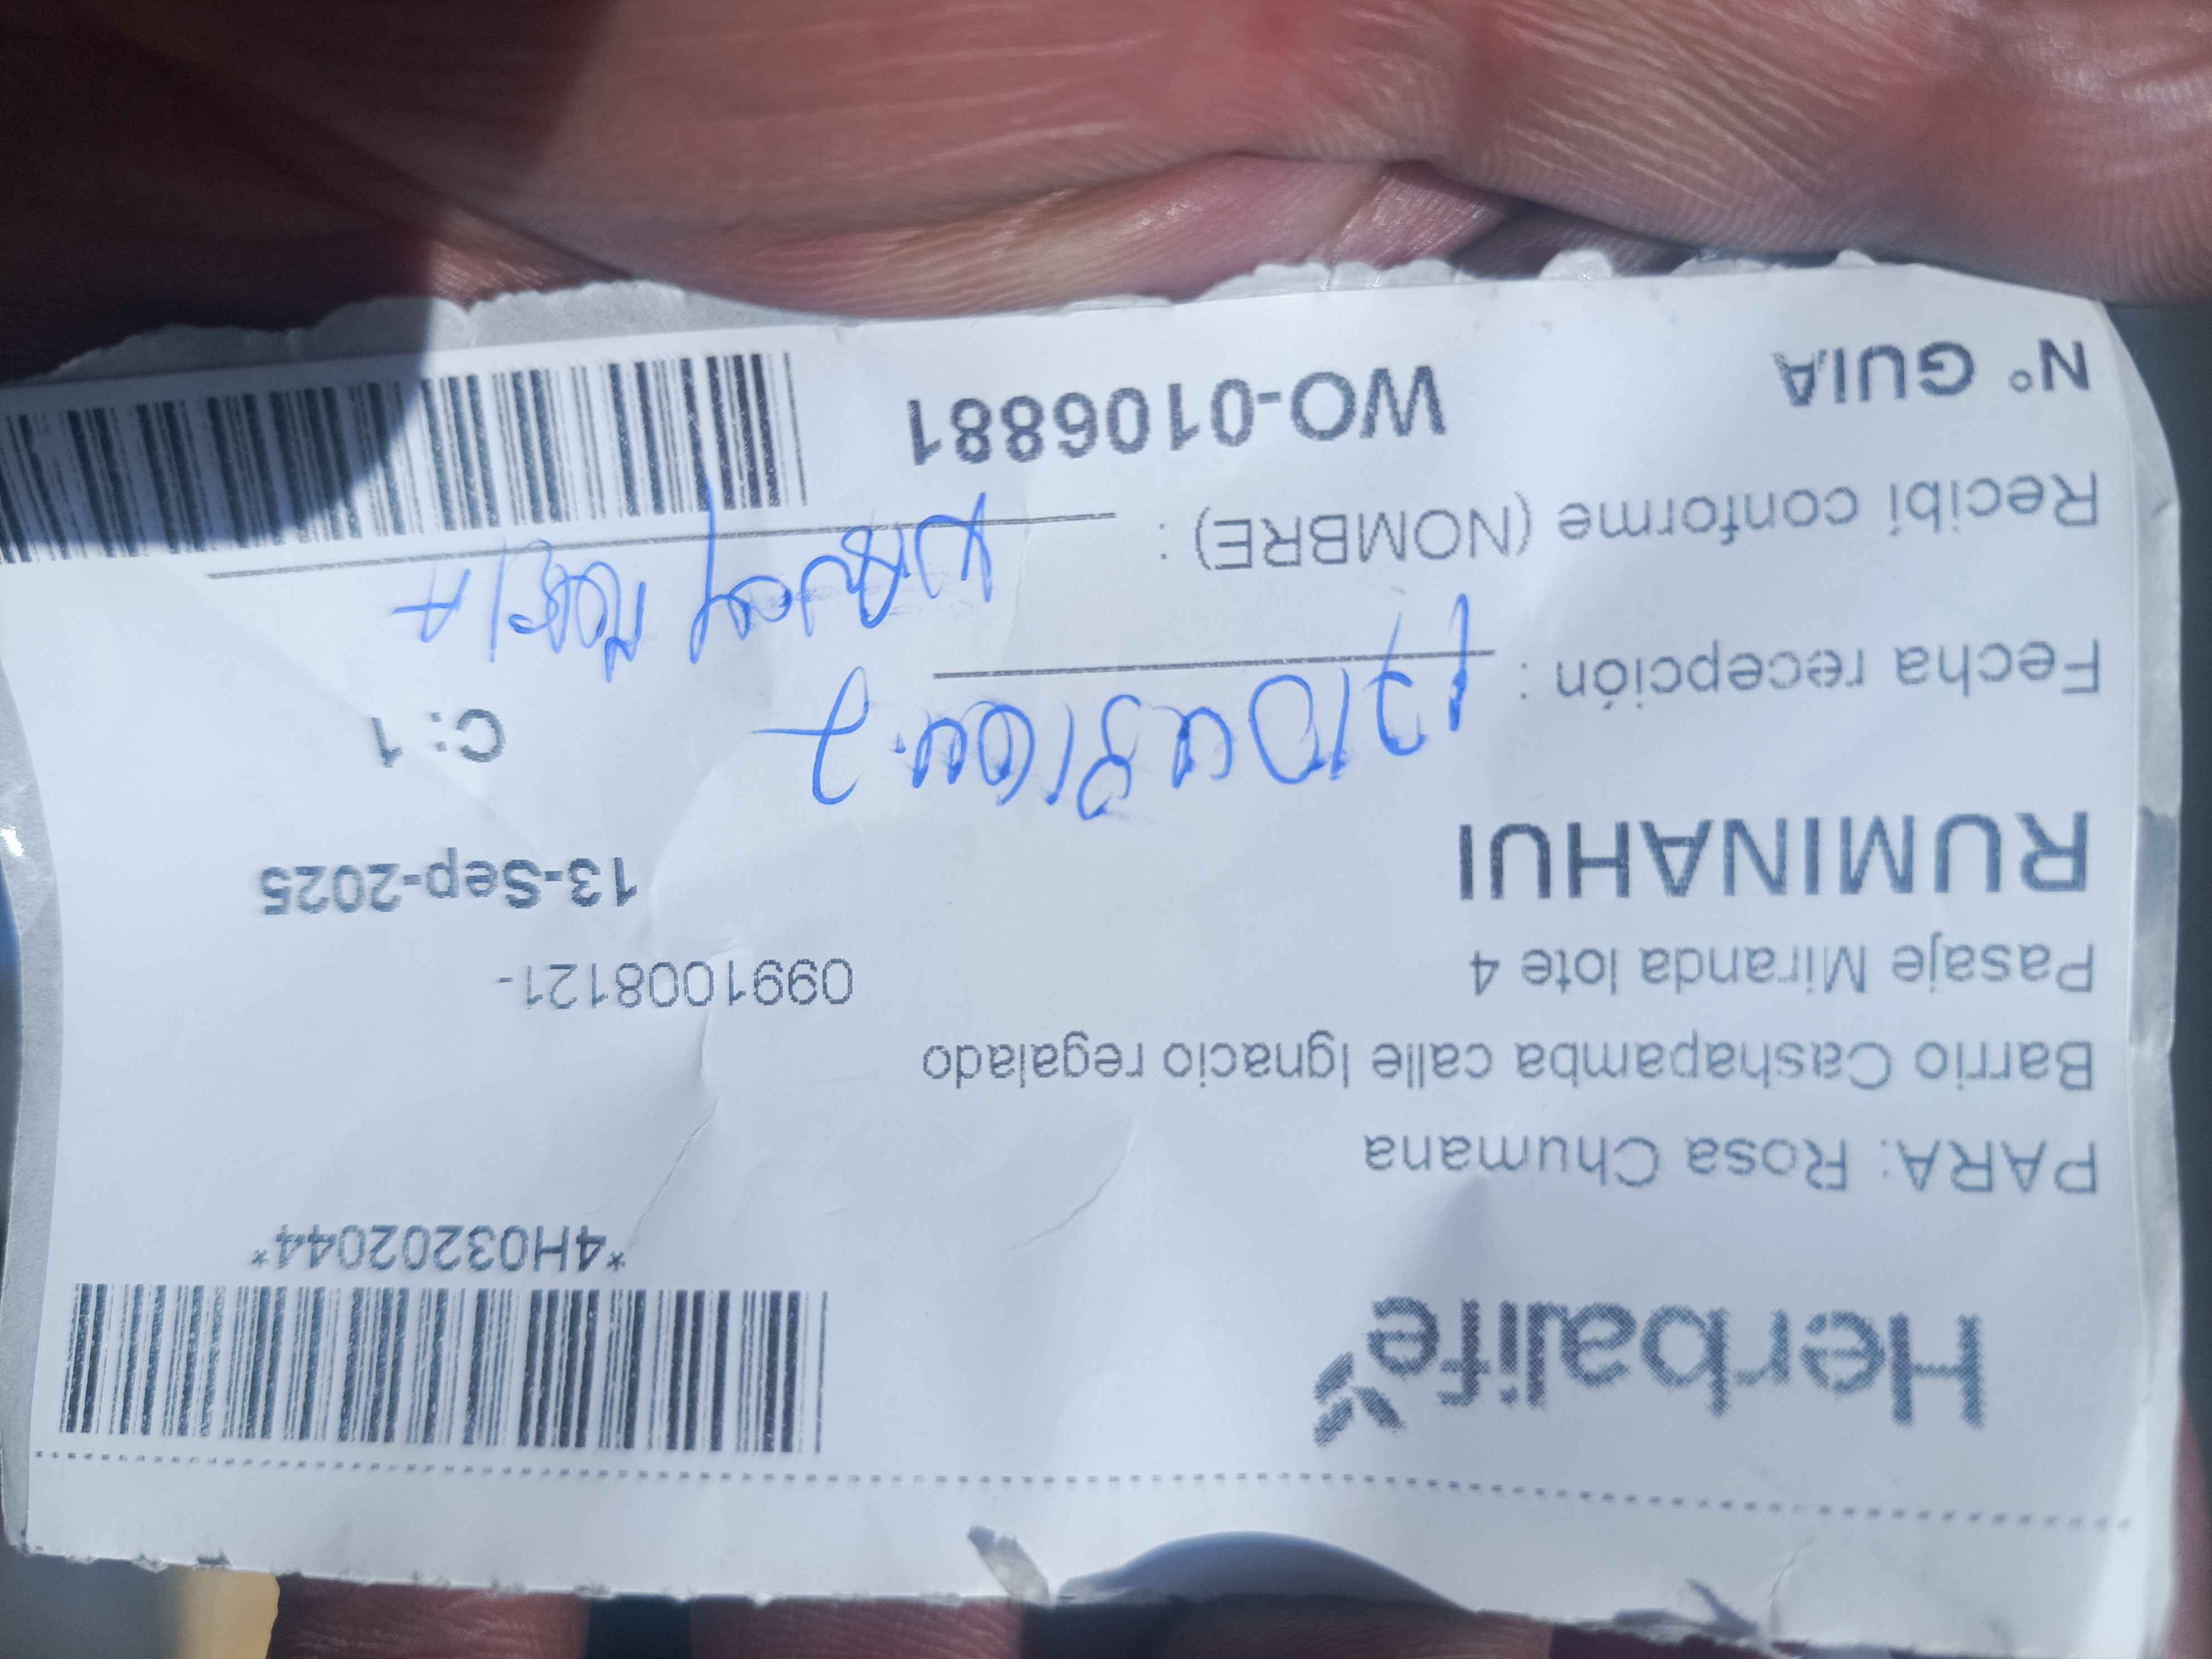 Herbalife
*4H03202044*
PARA: Rosa Chumana
Barrio Cashapamba calle Ignacio regalado
Pasaje Miranda lote 4
0991008121-
RUMINAHUI
13-Sep-2025
C: 1
Fecha recepción :
Recibí conforme (NOMBRE) :
N° GUIA
WO-0106881